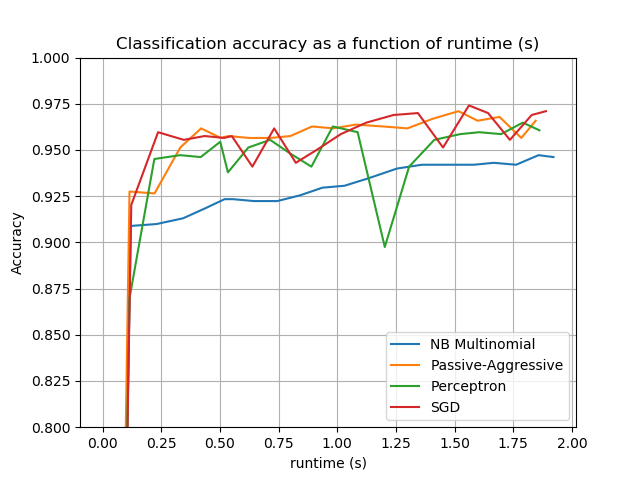 Classification accuracy as a function of runtime (s)
1.000
0.975
0.950
0.925
0.900
0.875
0.850
0.825
0.800
Accuracy
NB Multinomial
Passive-Aggressive
Perceptron
SGD
0.00 0.25 0.50 0.75 1.00 1.25 1.50 1.75 2.00
runtime (s)